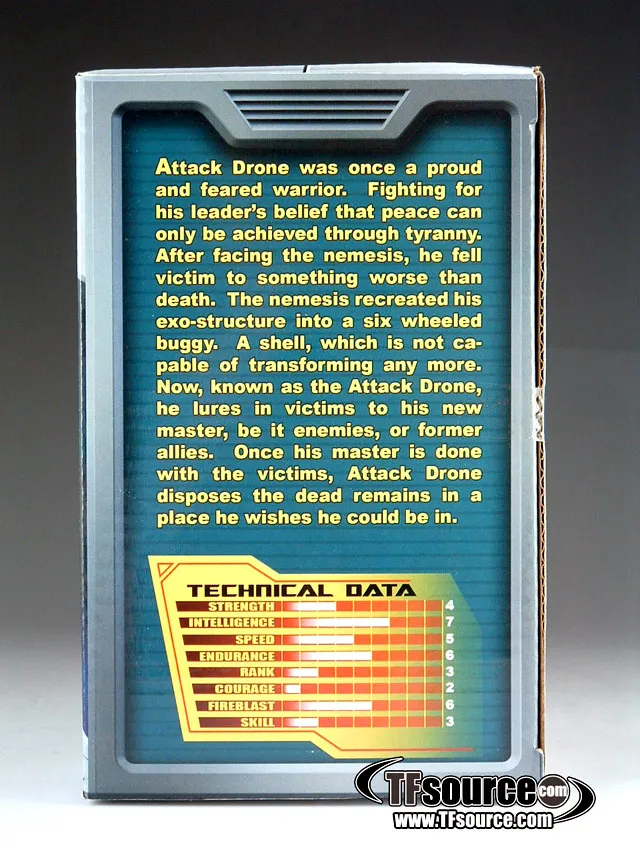 Attack Drone was once a proud
and feared warrior. Fighting for
his leader's belief that peace can
only be achieved through tyranny.
After facing the nemesis, he fell
victim to something worse than
death. The nemesis recreated his
exo-structure into a six wheeled
buggy. A shell, which is not ca-
pable of transforming any more.
Now, known as the Attack Drone,
he lures in victims to his new
master, be it enemies, or former
allies. Once his master is done
with the victims, Attack Drone
disposes the dead remains in a
place he wishes he could be in.
TECHNICAL DATA
STRENGTH 4
INTELLIGENCE 7
SPEED 5
ENDURANCE 6
RANK 3
COURAGE 2
FIREBLAST 6
SKILL 3
TFsource.com
www.TFsource.com